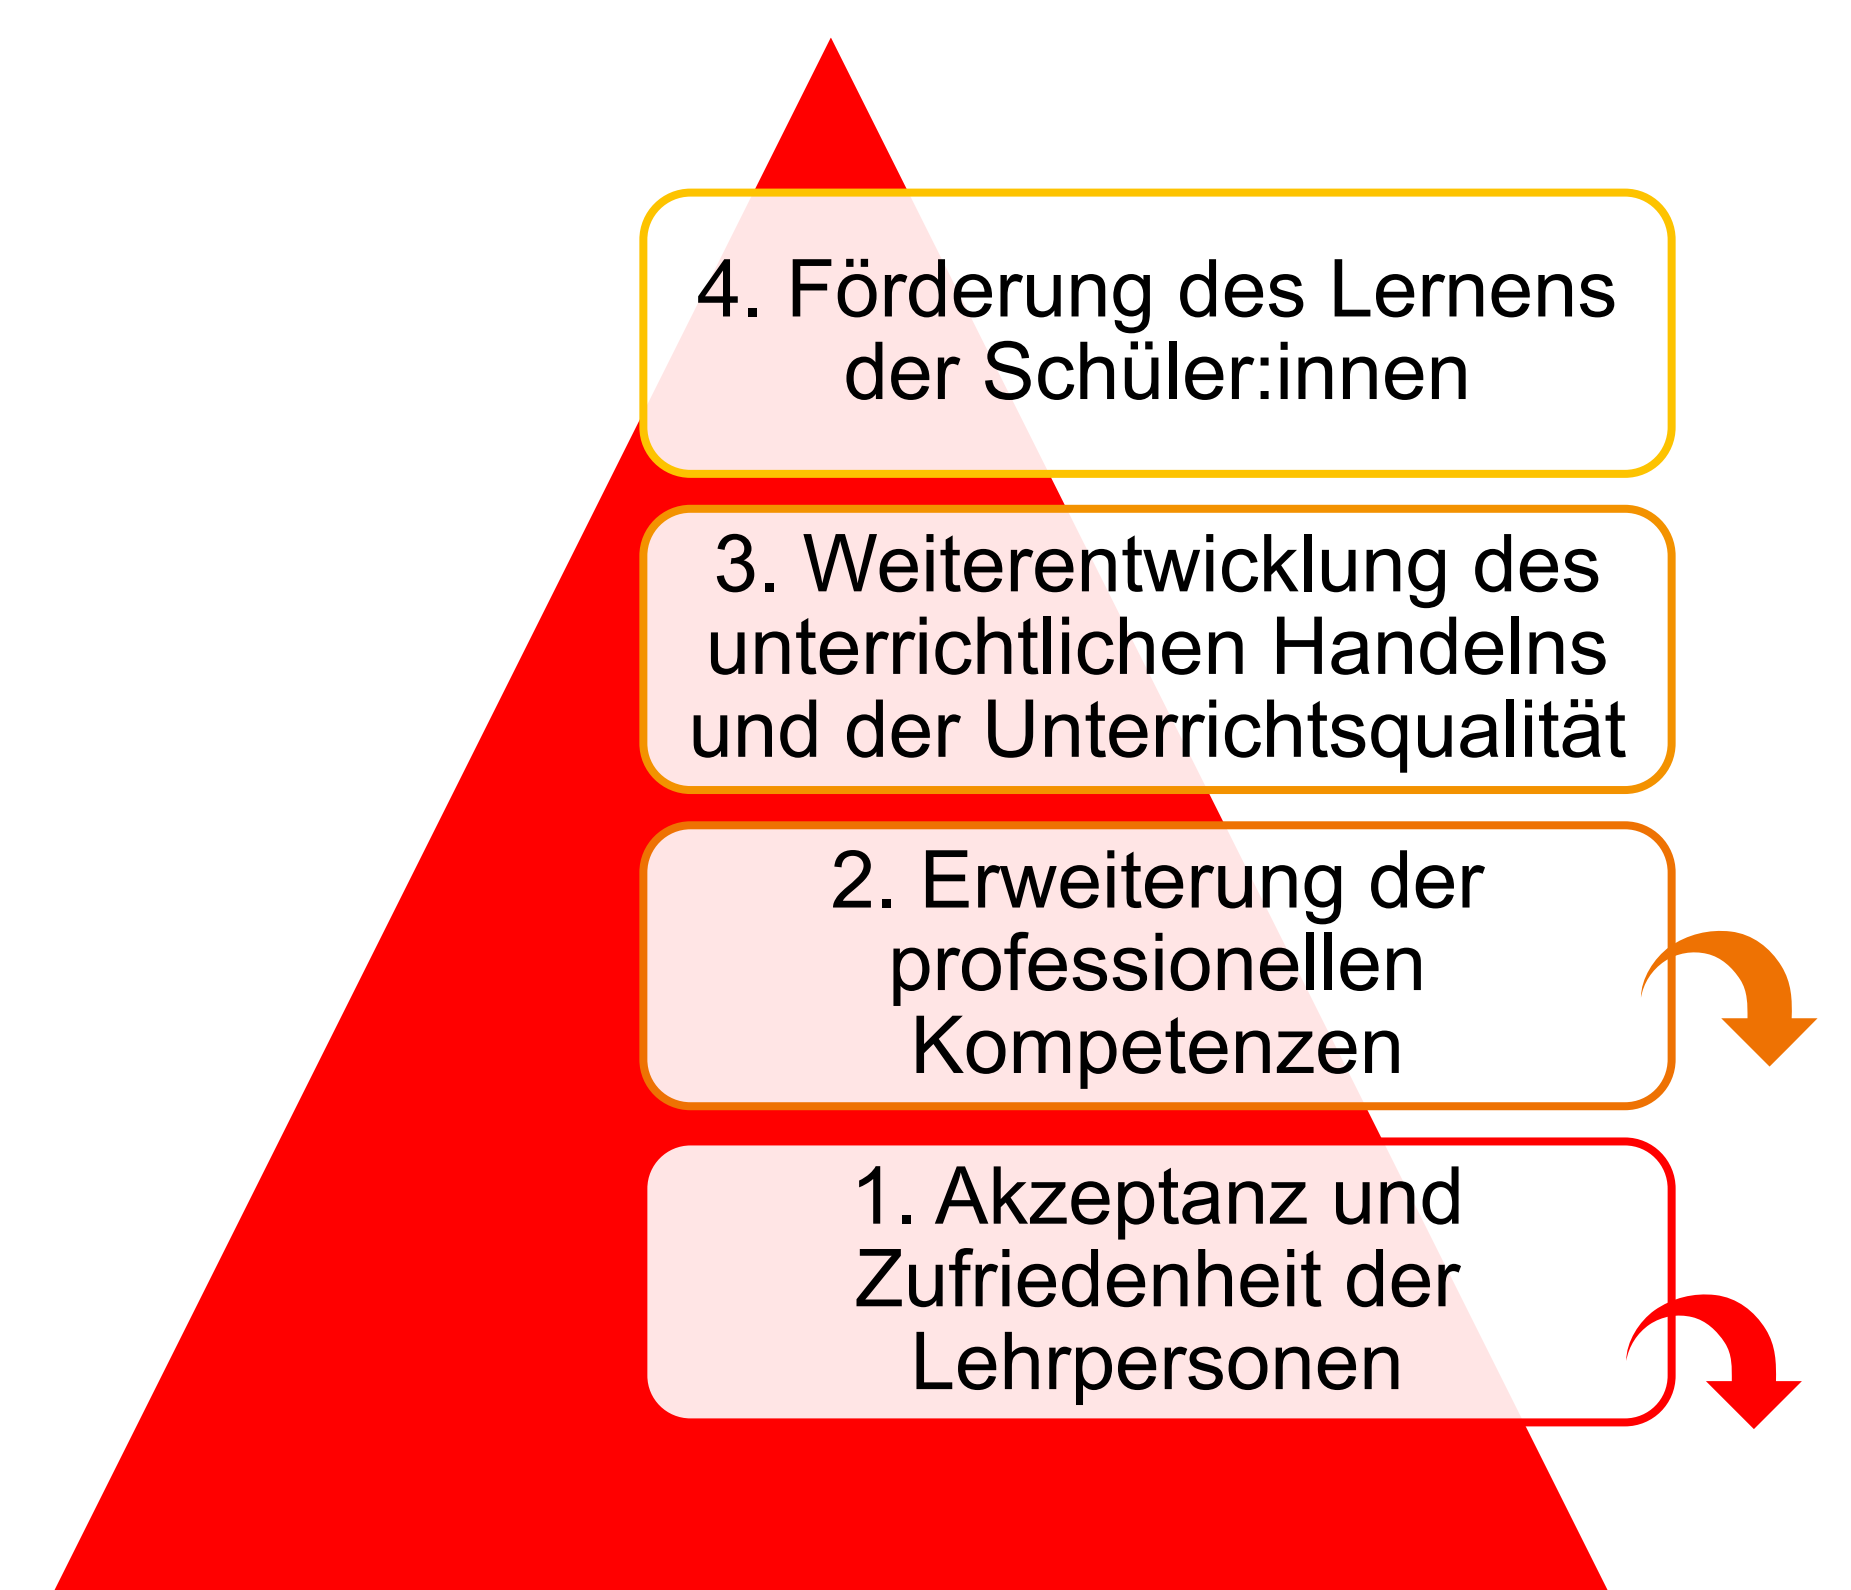 4. Förderung des Lernens
der Schüler:innen
3. Weiterentwicklung des
unterrichtlichen Handelns
und der Unterrichtsqualität
2. Erweiterung der
professionellen
Kompetenzen
1. Akzeptanz und
Zufriedenheit der
Lehrpersonen